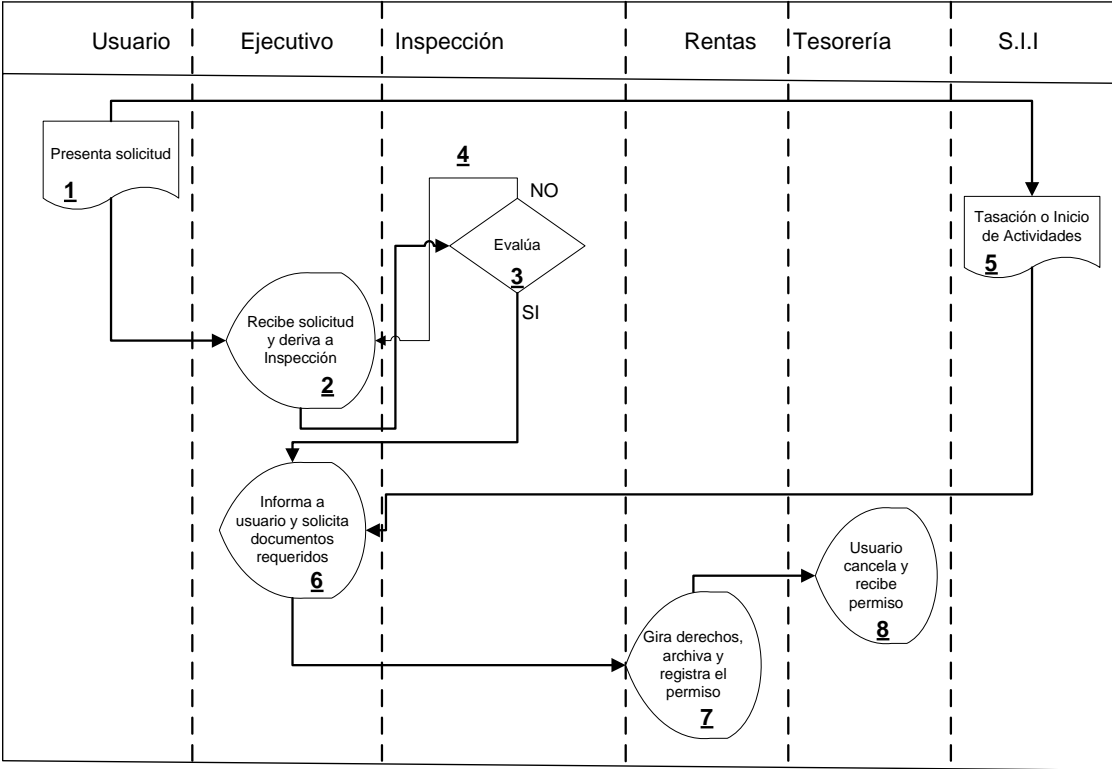 Usuario
Ejecutivo
Inspección
Rentas
Tesorería
S.I.I
Presenta solicitud
1
4
NO
Evalúa
3
SI
Tasación o Inicio
de Actividades
5
Recibe solicitud
y deriva a
Inspección
2
Informa a
usuario y solicita
documentos
requeridos
6
Usuario
cancela y
recibe
permiso
8
Gira derechos,
archiva y
registra el
permiso
7